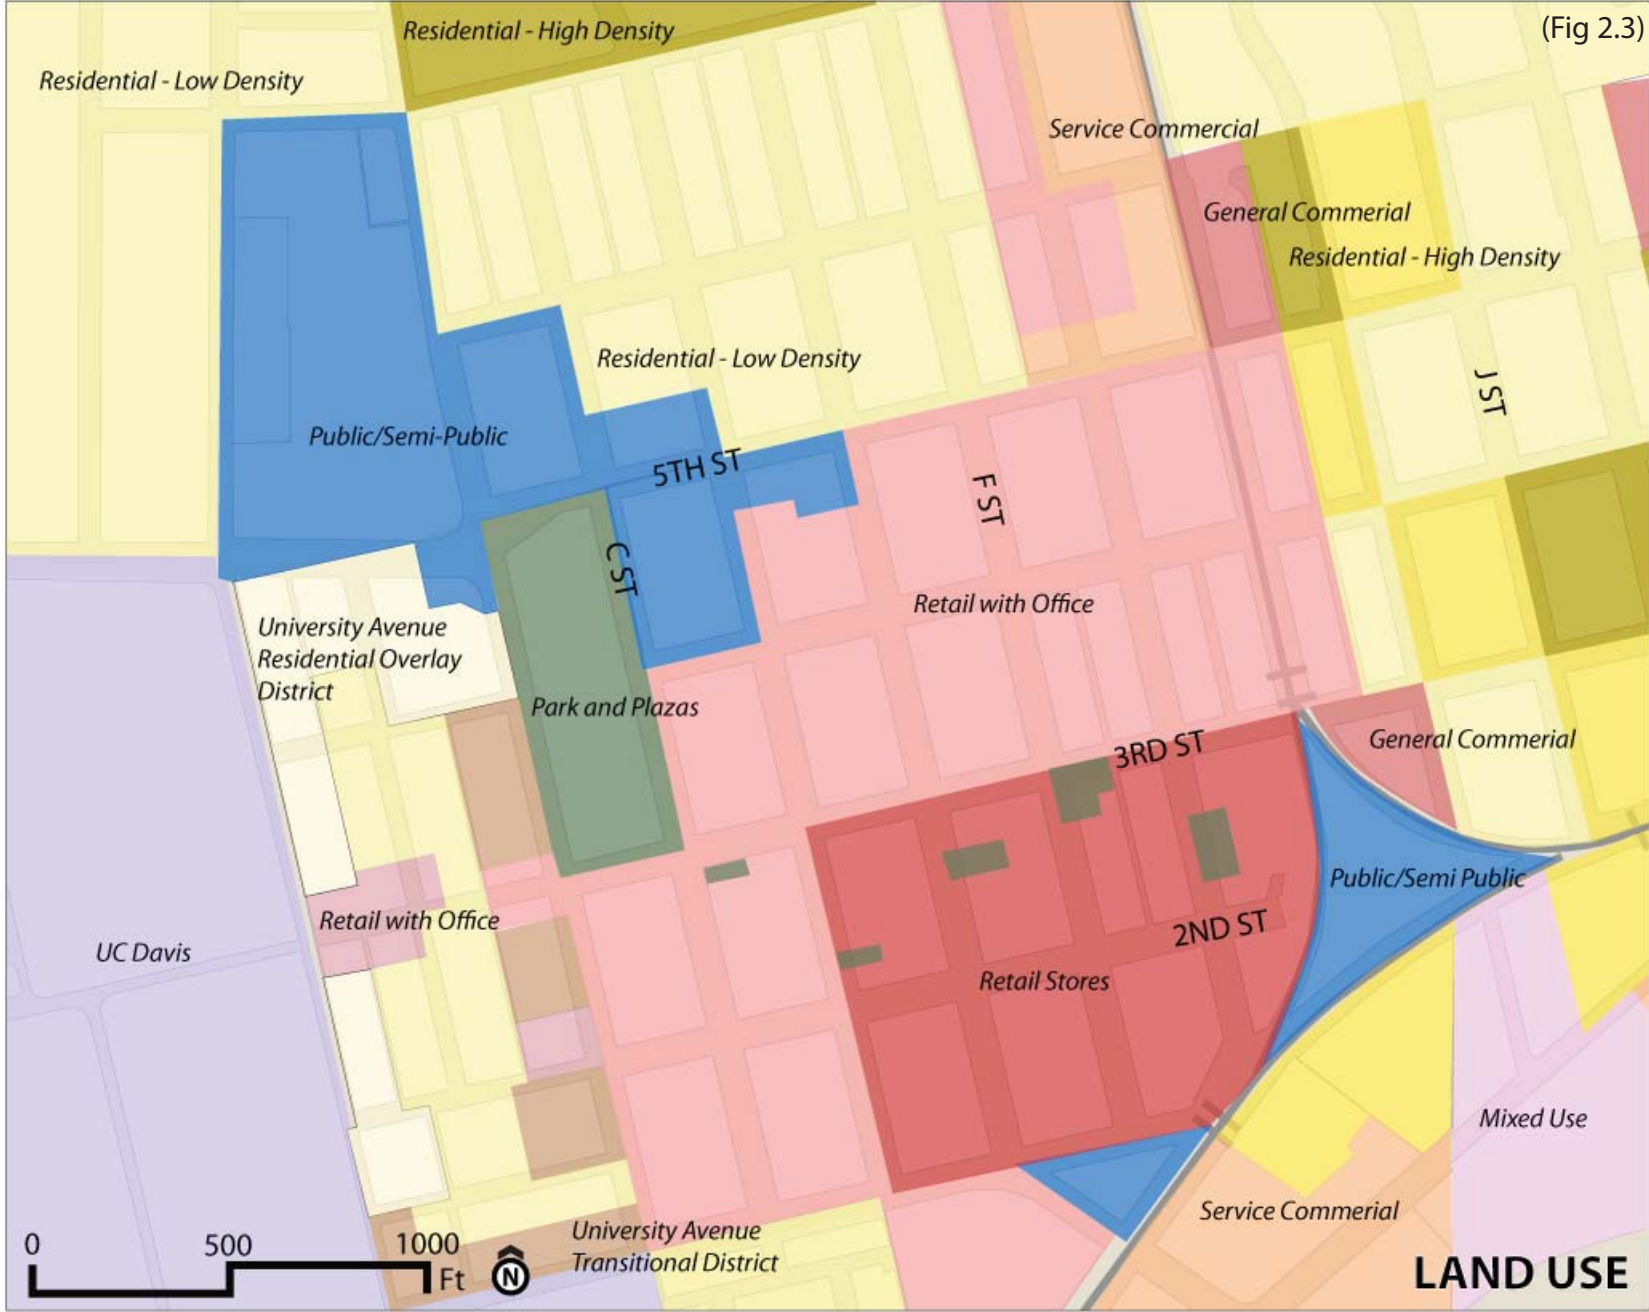 (Fig 2.3)
Residential - High Density
Residential - Low Density
Service Commercial
General Commerial
Residential - High Density
Residential - Low Density
J ST
Public/Semi-Public
5TH ST
F ST
C ST
Retail with Office
University Avenue
Residential Overlay
District
Park and Plazas
3RD ST
General Commerial
Public/Semi Public
Retail with Office
2ND ST
UC Davis
Retail Stores
Mixed Use
Service Commerial
University Avenue
Transitional District
0 500 1000
Ft
N
LAND USE